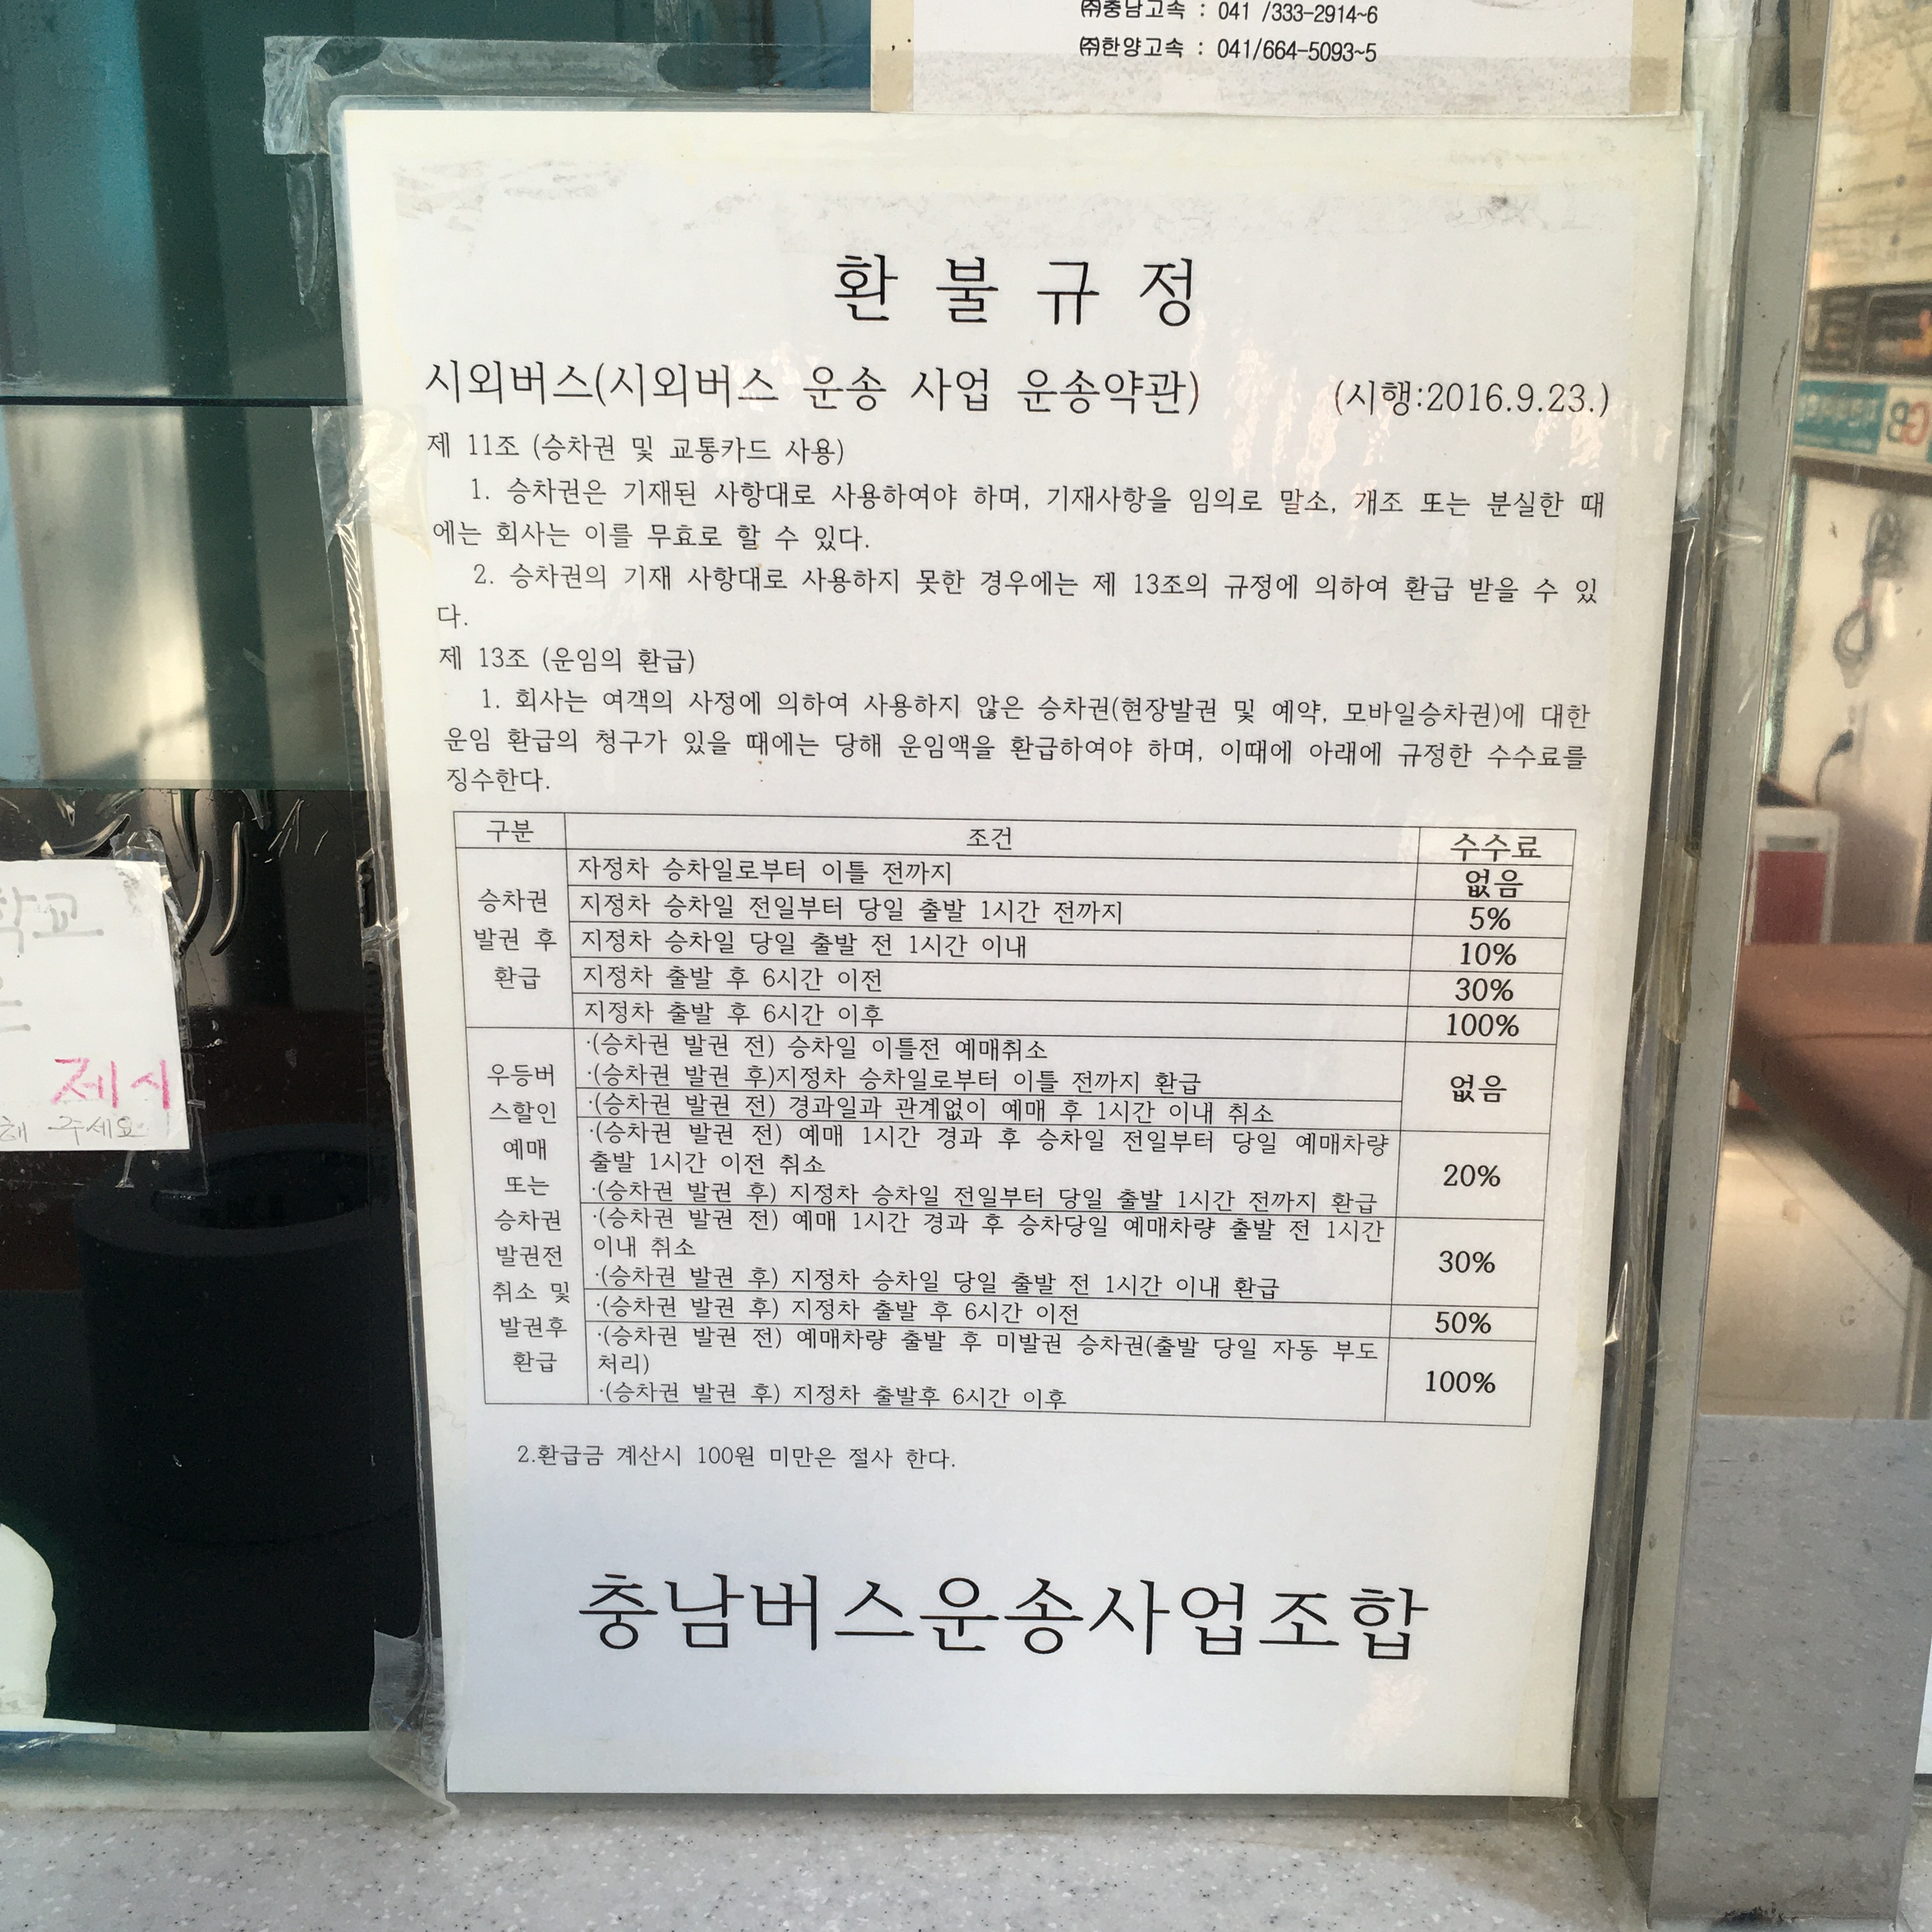 ㈜충남고속 : 041 /333-2914~6
㈜한양고속 : 041/664-5093~5
환 불 규 정
시외버스(시외버스 운송 사업 운송약관) (시행:2016.9.23.)
제 11조 (승차권 및 교통카드 사용)
1. 승차권은 기재된 사항대로 사용하여야 하며, 기재사항을 임의로 말소, 개조 또는 분실한 때
에는 회사는 이를 무효로 할 수 있다.
2. 승차권의 기재 사항대로 사용하지 못한 경우에는 제 13조의 규정에 의하여 환급 받을 수 있
다.
제 13조 (운임의 환급)
1. 회사는 여객의 사정에 의하여 사용하지 않은 승차권(현장발권 및 예약, 모바일승차권)에 대한
운임 환급의 청구가 있을 때에는 당해 운임액을 환급하여야 하며, 이때에 아래에 규정한 수수료를
징수한다.
구분 조건 수수료
승차권
발권 후
환급
자정차 승차일로부터 이틀 전까지 없음
지정차 승차일 전일부터 당일 출발 1시간 전까지 5%
지정차 승차일 당일 출발 전 1시간 이내 10%
지정차 출발 후 6시간 이전 30%
지정차 출발 후 6시간 이후 100%
우등버
스할인
예매
또는
승차권
발권전
취소 및
발권후
환급
·(승차권 발권 전) 승차일 이틀전 예매취소
·(승차권 발권 후)지정차 승차일로부터 이틀 전까지 환급
·(승차권 발권 전) 경과일과 관계없이 예매 후 1시간 이내 취소
없음
·(승차권 발권 전) 예매 1시간 경과 후 승차일 전일부터 당일 예매차량
출발 1시간 이전 취소
·(승차권 발권 후) 지정차 승차일 전일부터 당일 출발 1시간 전까지 환급
20%
·(승차권 발권 전) 예매 1시간 경과 후 승차당일 예매차량 출발 전 1시간
이내 취소
·(승차권 발권 후) 지정차 승차일 당일 출발 전 1시간 이내 환급
30%
·(승차권 발권 후) 지정차 출발 후 6시간 이전 50%
·(승차권 발권 전) 예매차량 출발 후 미발권 승차권(출발 당일 자동 부도
처리)
·(승차권 발권 후) 지정차 출발후 6시간 이후
100%
2.환급금 계산시 100원 미만은 절사 한다.
충남버스운송사업조합
학교
제시
해 주세요